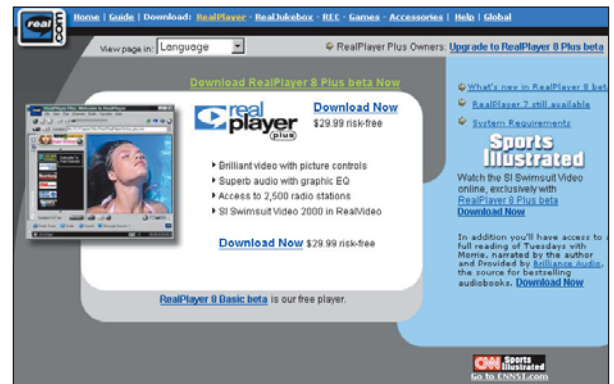 real.com
Home | Guide | Download: RealPlayer - RealJukebox - REE - Games - Accessories | Help | Global
View page in: Language
RealPlayer Plus Owners: Upgrade to RealPlayer 8 Plus beta
Download RealPlayer 8 Plus beta Now
real player plus
Download Now
$29.99 risk-free
Brilliant video with picture controls
Superb audio with graphic EQ
Access to 2,500 radio stations
SI Swimsuit Video 2000 in RealVideo
Download Now $29.99 risk-free
RealPlayer 8 Basic beta is our free player.
What's new in RealPlayer 8 bet
RealPlayer 7 still available
System Requirements
Sports
Illustrated
Watch the SI Swimsuit Video
online, exclusively with
RealPlayer 8 Plus beta
Download Now
In addition you'll have access to a
full reading of Tuesdays with
Morrie, narrated by the author
and Provided by Brilliance Audio,
the source for bestselling
audiobooks. Download Now
CNN Sports
Illustrated
Go to CNNSI.com